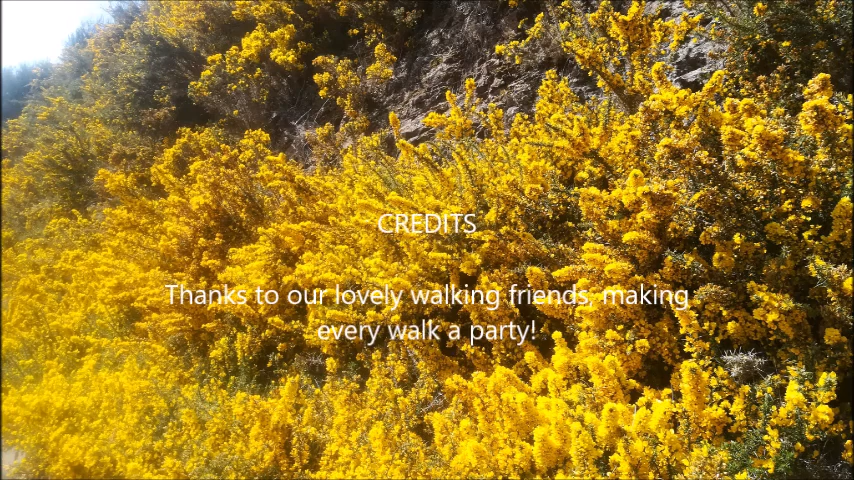 CREDITS
Thanks to our lovely walking friends, making
every walk a party!